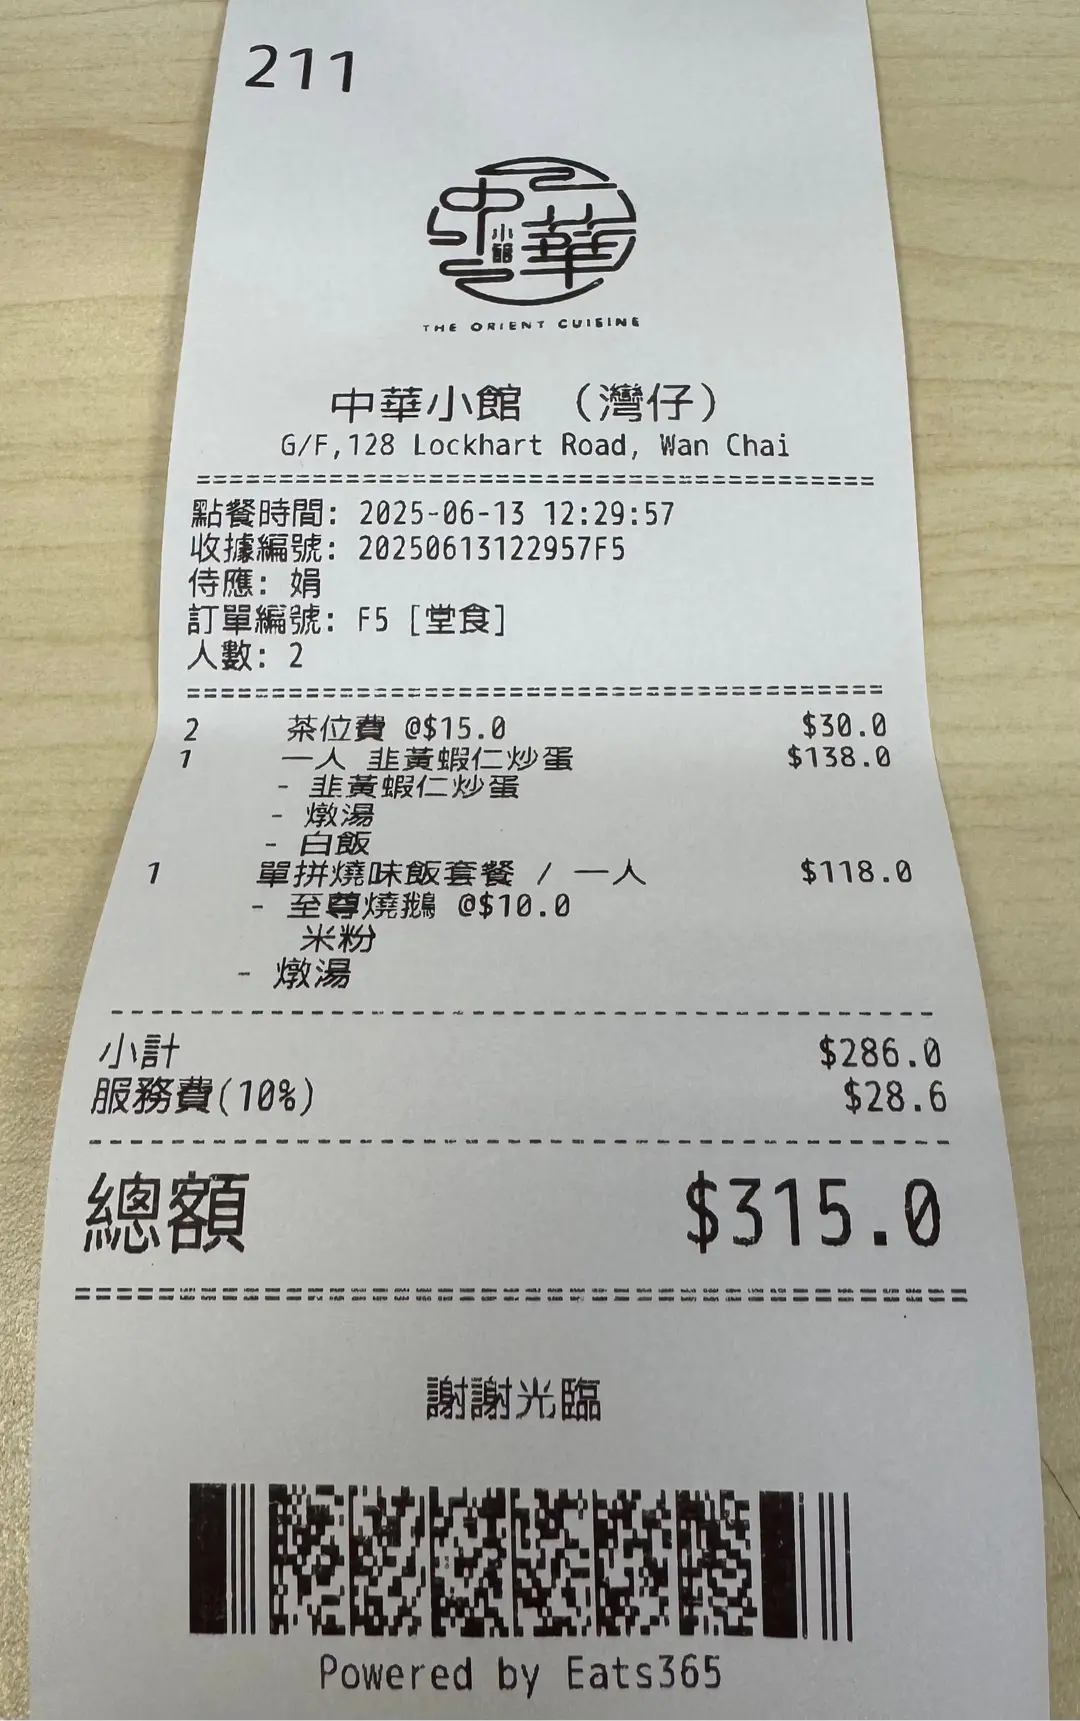 211
中華
小館
THE ORIENT CUISINE
中華小館 (灣仔)
G/F,128 Lockhart Road, Wan Chai
點餐時間: 2025-06-13 12:29:57
收據編號: 20250613122957F5
侍應: 娟
訂單編號: F5 [堂食]
人數: 2
2 茶位費 @$15.0 $30.0
1 一人 韭黃蝦仁炒蛋 $138.0
- 韭黃蝦仁炒蛋
- 燉湯
- 白飯
1 單拼燒味飯套餐 / 一人 $118.0
- 至尊燒鵝 @$10.0
米粉
- 燉湯
小計 $286.0
服務費(10%) $28.6
總額 $315.0
謝謝光臨
Powered by Eats365